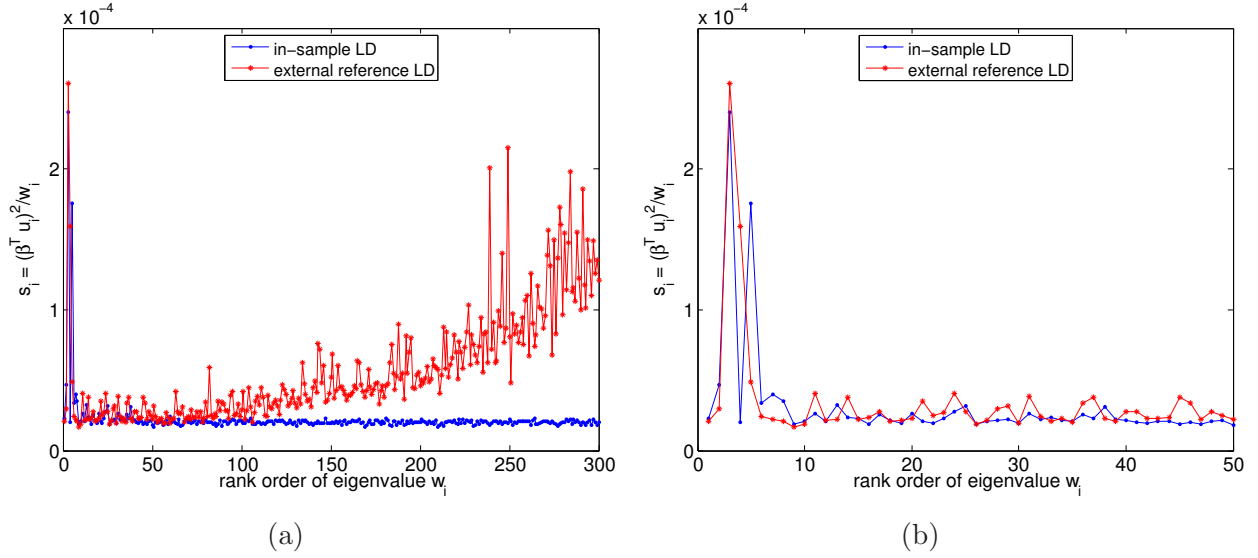 x 10⁻⁴
in-sample LD
external reference LD
s_i = (β^T u_i)²/w_i
2
1
0
0 50 100 150 200 250 300
rank order of eigenvalue w_i
(a)
x 10⁻⁴
in-sample LD
external reference LD
s_i = (β^T u_i)²/w_i
2
1
0
0 10 20 30 40 50
rank order of eigenvalue w_i
(b)